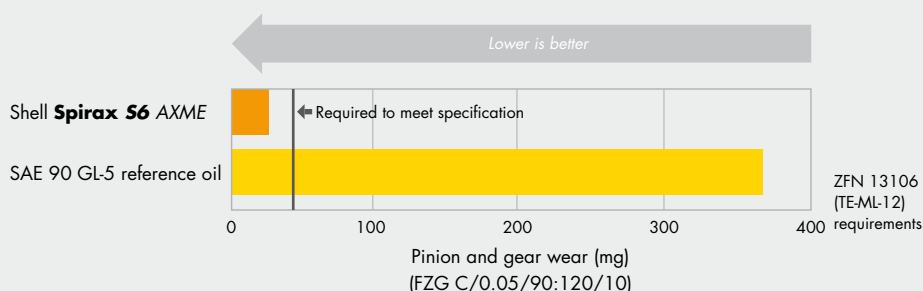 Lower is better
Shell Spirax S6 AXME
Required to meet specification
SAE 90 GL-5 reference oil
ZFN 13106
(TE-ML-12)
requirements
0 100 200 300 400
Pinion and gear wear (mg)
(FZG C/0.05/90:120/10)